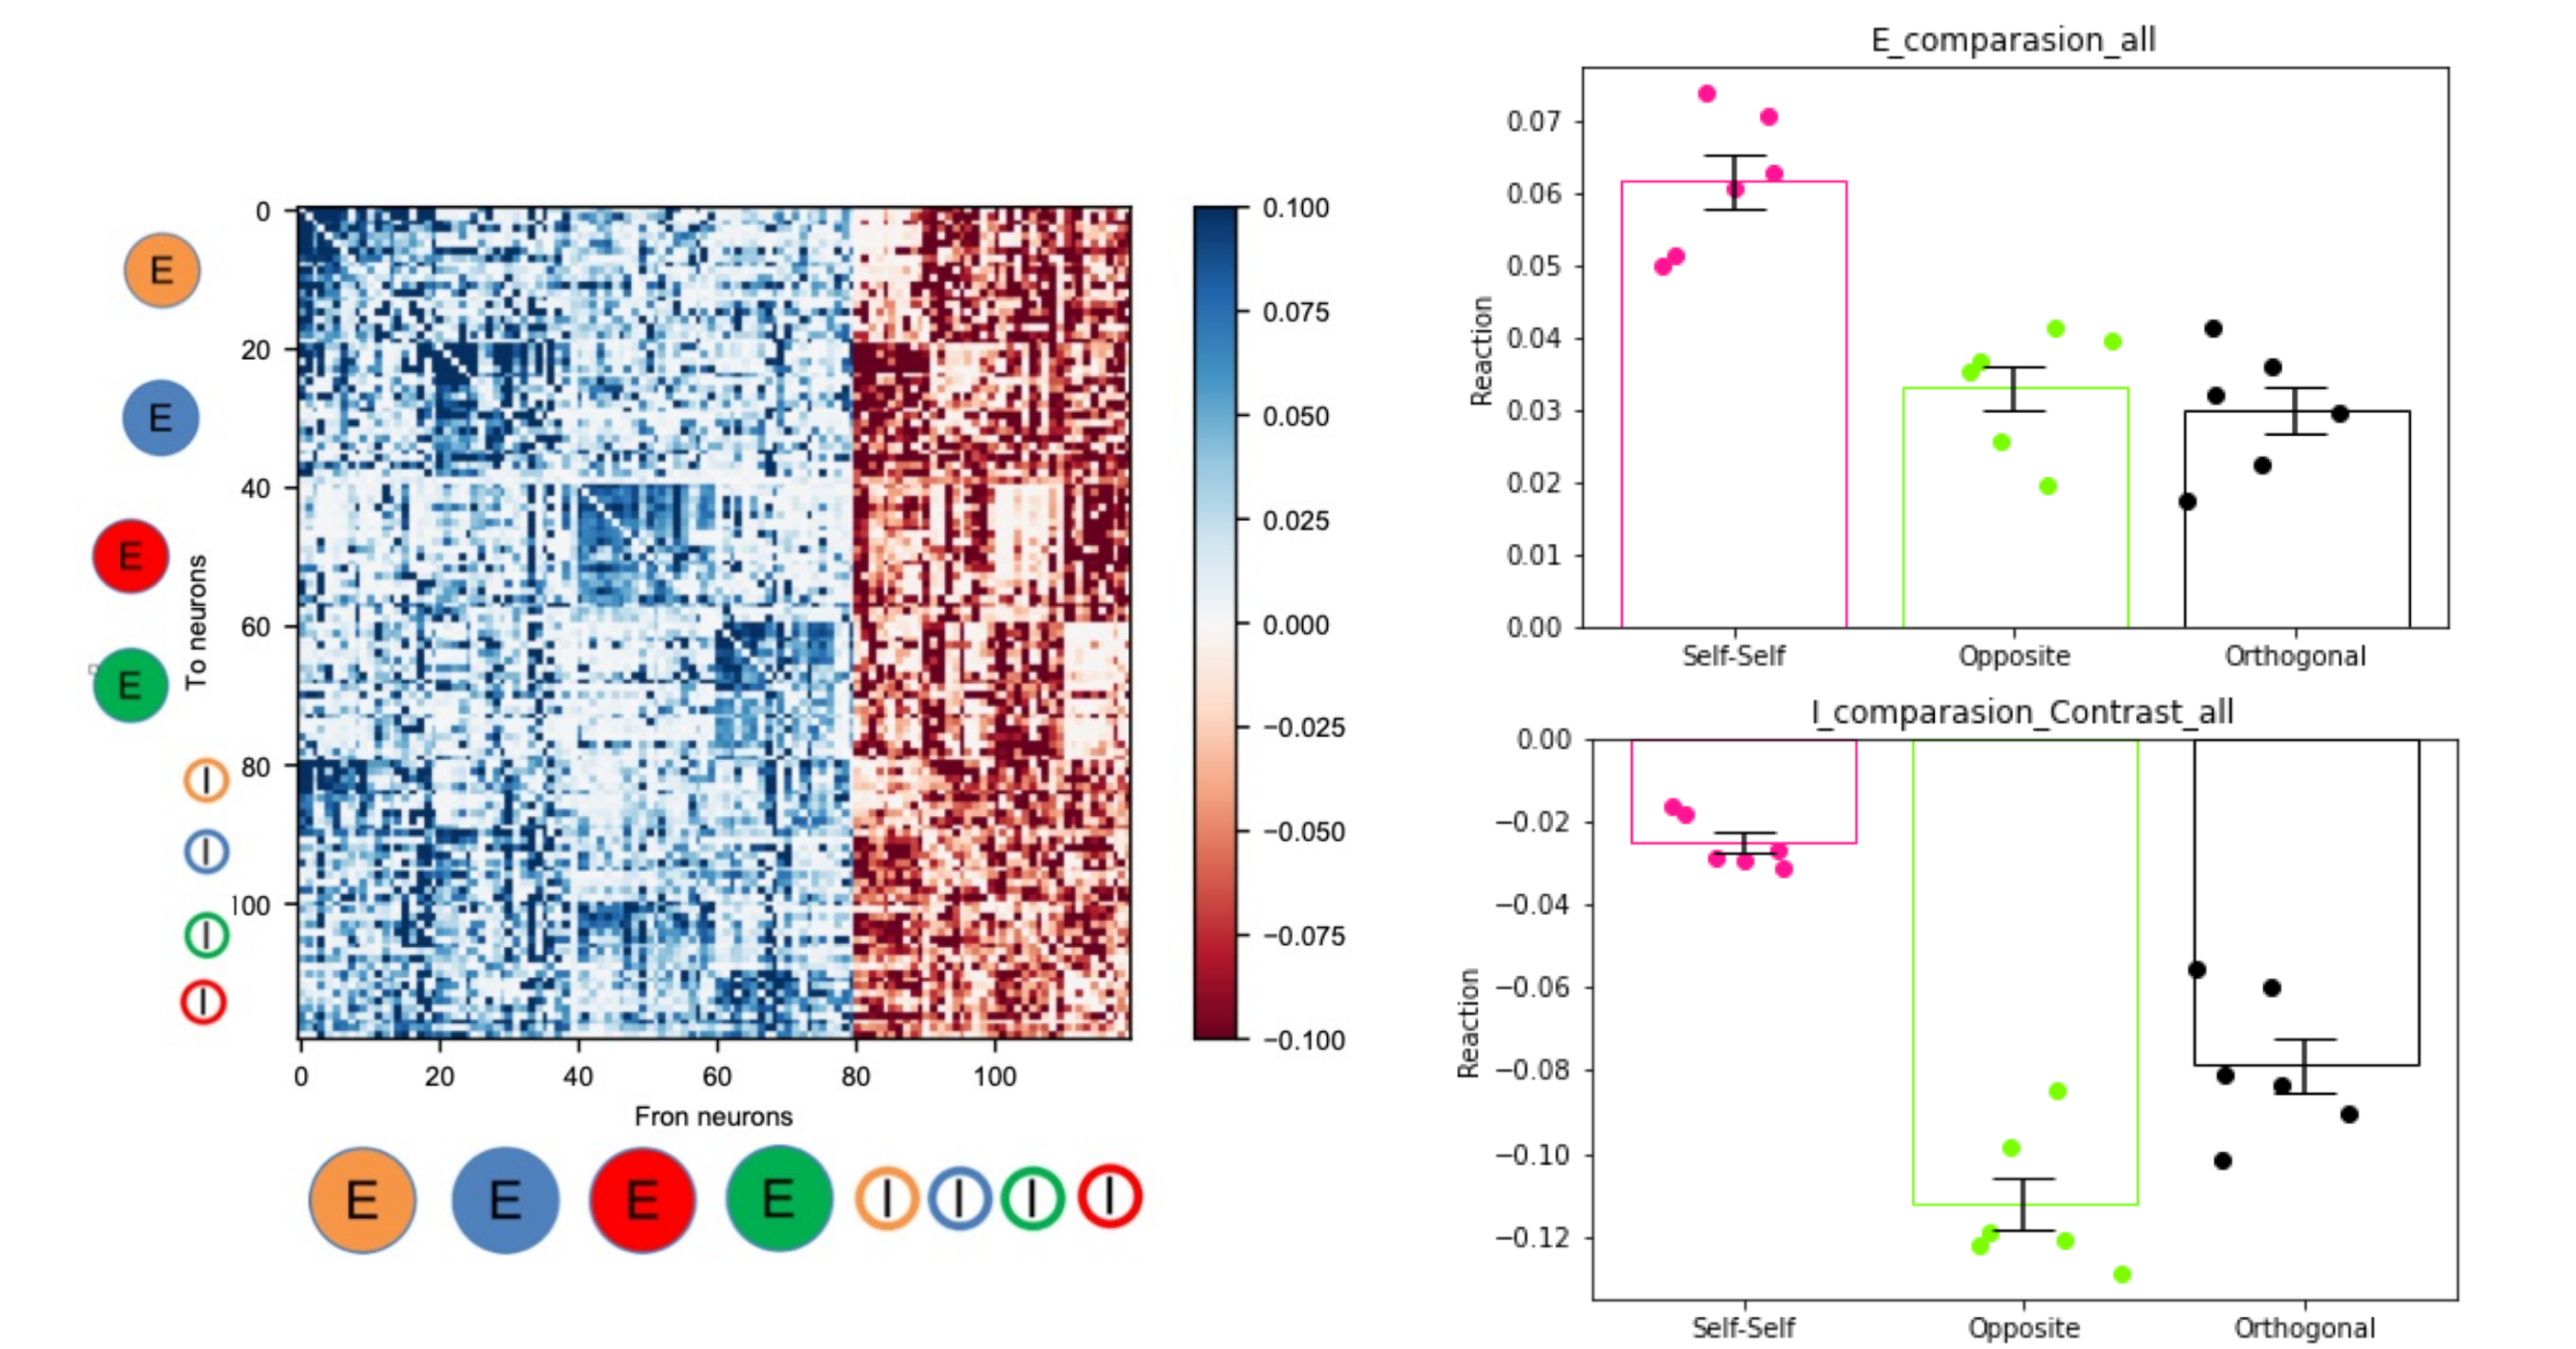 0
20
40
60
80
100
To neurons
E
E
E
E
I
I
I
I
0 20 40 60 80 100
Fron neurons
E E E E I I I I
0.100
0.075
0.050
0.025
0.000
−0.025
−0.050
−0.075
−0.100
E_comparasion_all
0.07
0.06
0.05
0.04
0.03
0.02
0.01
0.00
Reaction
Self-Self Opposite Orthogonal
I_comparasion_Contrast_all
0.00
−0.02
−0.04
−0.06
−0.08
−0.10
−0.12
Reaction
Self-Self Opposite Orthogonal